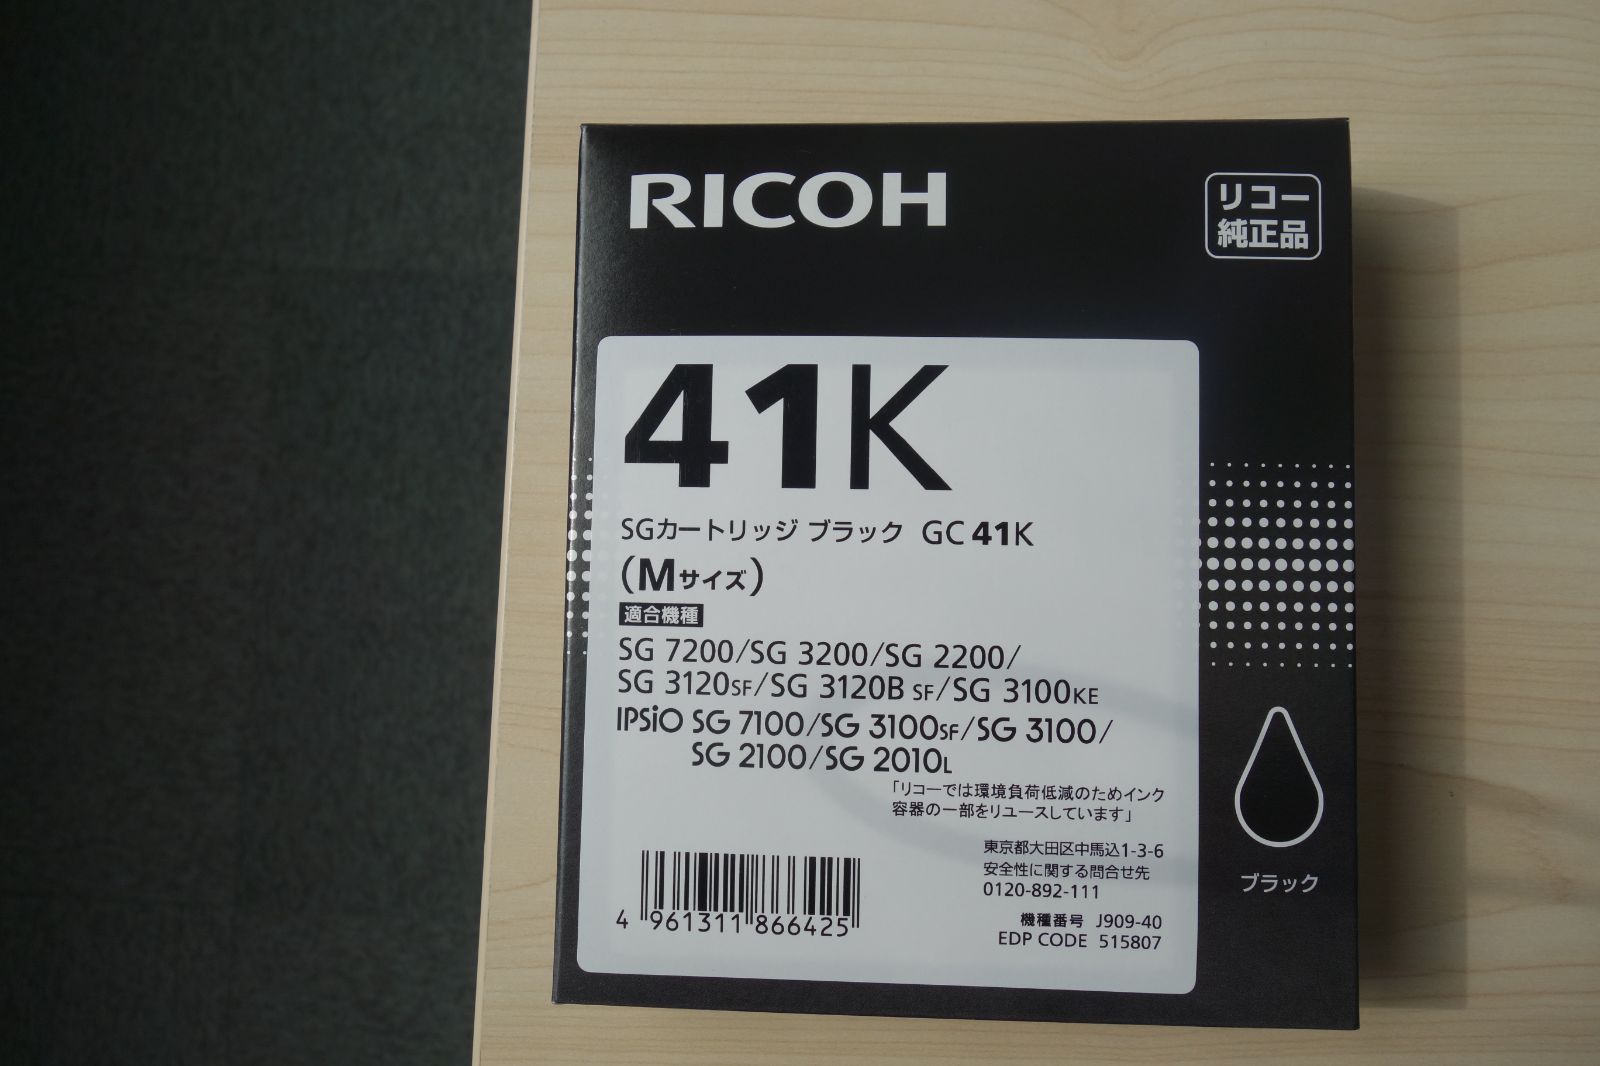 RICOH
リコー
純正品
41K
SGカートリッジ ブラック GC 41K
(Mサイズ)
適合機種
SG 7200/SG 3200/SG 2200/
SG 3120SF/SG 3120B SF/SG 3100KE
IPSiO SG 7100/SG 3100SF/SG 3100/
SG 2100/SG 2010L
「リコーでは環境負荷低減のためインク
容器の一部をリユースしています」
東京都大田区中馬込1-3-6
安全性に関する問合せ先
0120-892-111
機種番号 J909-40
EDP CODE 515807
4 961311 866425
ブラック